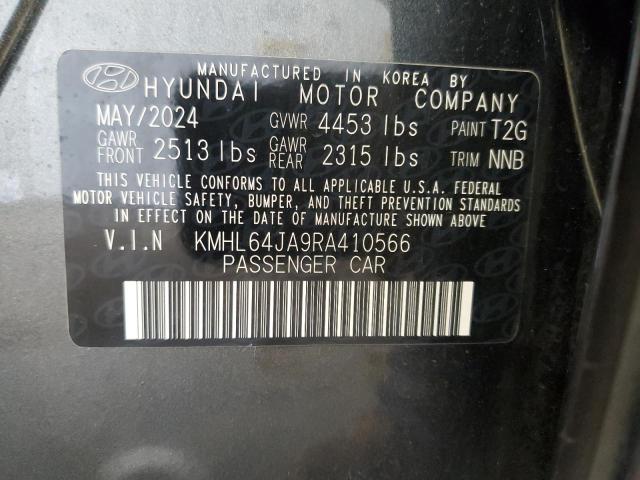 MANUFACTURED IN KOREA BY
HYUNDAI MOTOR COMPANY
MAY/2024 GVWR 4453 lbs PAINT T2G
GAWR FRONT 2513 lbs GAWR REAR 2315 lbs TRIM NNB
THIS VEHICLE CONFORMS TO ALL APPLICABLE U.S.A. FEDERAL
MOTOR VEHICLE SAFETY, BUMPER, AND THEFT PREVENTION STANDARDS
IN EFFECT ON THE DATE OF MANUFACTURE SHOWN ABOVE.
V.I.N KMHL64JA9RA410566
PASSENGER CAR